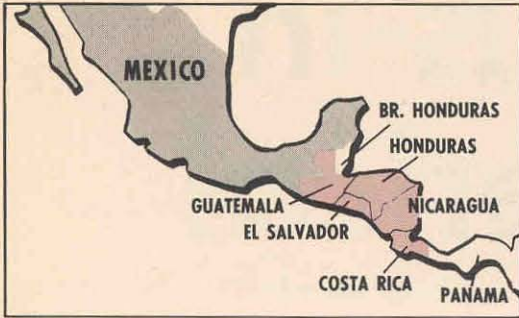 MEXICO
BR. HONDURAS
HONDURAS
GUATEMALA
NICARAGUA
EL SALVADOR
COSTA RICA
PANAMA